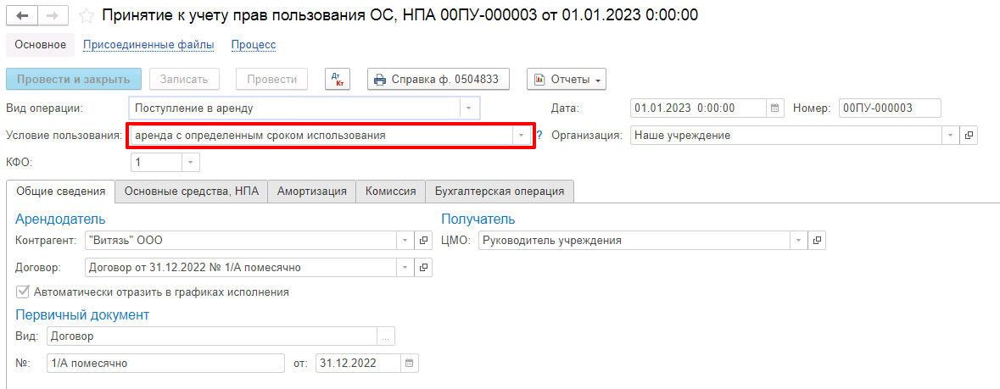 Принятие к учету прав пользования ОС, НПА 00ПУ-000003 от 01.01.2023 0:00:00
Основное Присоединенные файлы Процесс
Провести и закрыть Записать Провести Дт Кт Справка ф. 0504833 Отчеты
Вид операции: Поступление в аренду Дата: 01.01.2023 0:00:00 Номер: 00ПУ-000003
Условие пользования: аренда с определенным сроком использования ? Организация: Наше учреждение
КФО: 1
Общие сведения Основные средства, НПА Амортизация Комиссия Бухгалтерская операция
Арендодатель Получатель
Контрагент: "Витязь" ООО ЦМО: Руководитель учреждения
Договор: Договор от 31.12.2022 № 1/А помесячно
Автоматически отразить в графиках исполнения
Первичный документ
Вид: Договор ...
№: 1/А помесячно от: 31.12.2022